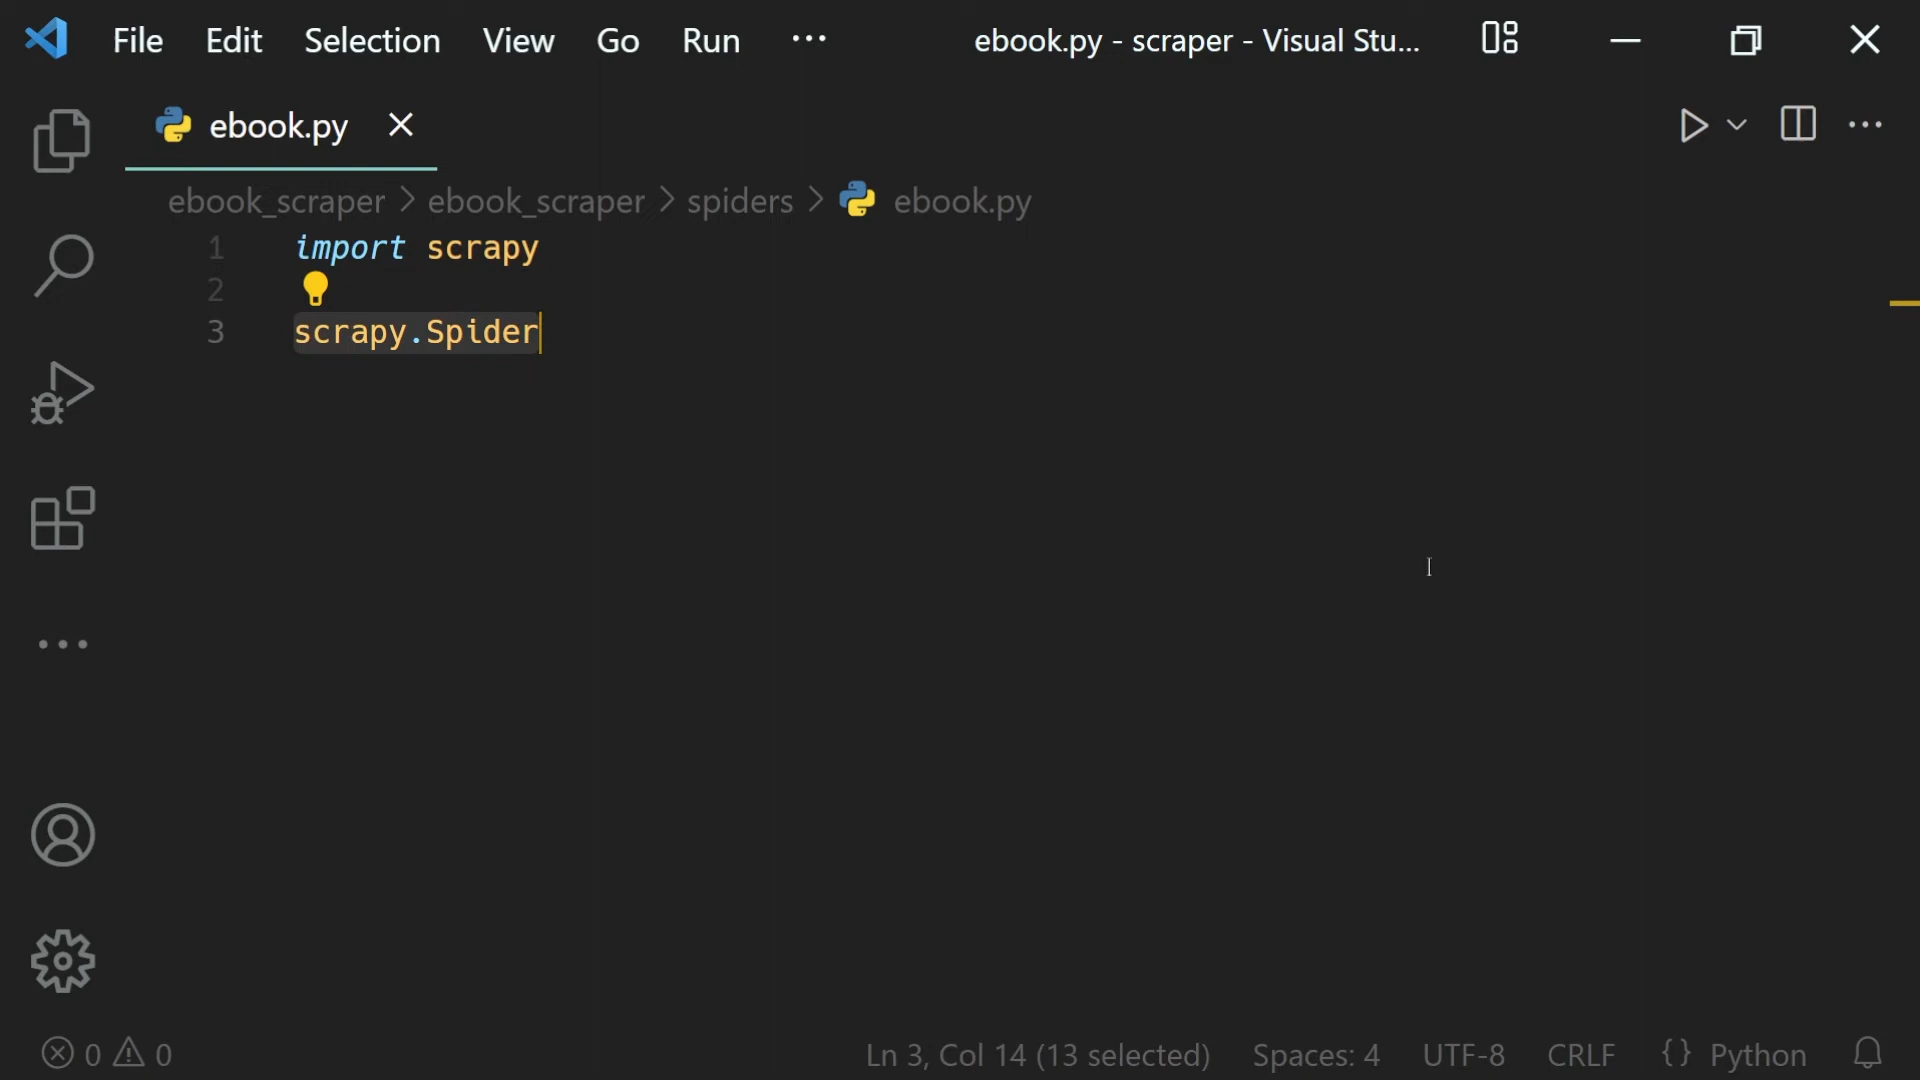 File Edit Selection View Go Run ··· ebook.py - scraper - Visual Stu...
ebook.py
ebook_scraper > ebook_scraper > spiders > ebook.py
1 import scrapy
2
3 scrapy.Spider
0 0 Ln 3, Col 14 (13 selected) Spaces: 4 UTF-8 CRLF {} Python